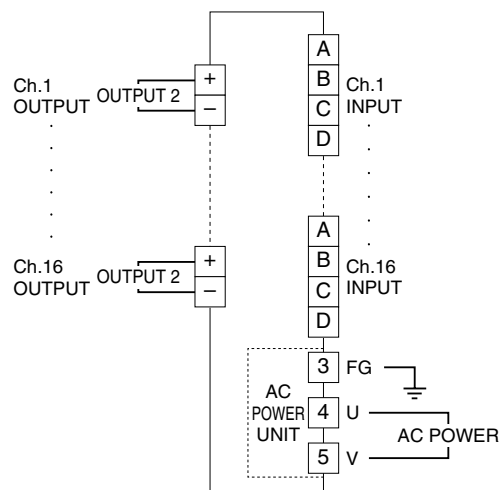 Ch.1
OUTPUT
OUTPUT 2
+
−
A
B
C
D
Ch.1
INPUT
Ch.16
OUTPUT
OUTPUT 2
+
−
A
B
C
D
Ch.16
INPUT
AC
POWER
UNIT
3 FG
4 U
5 V
AC POWER